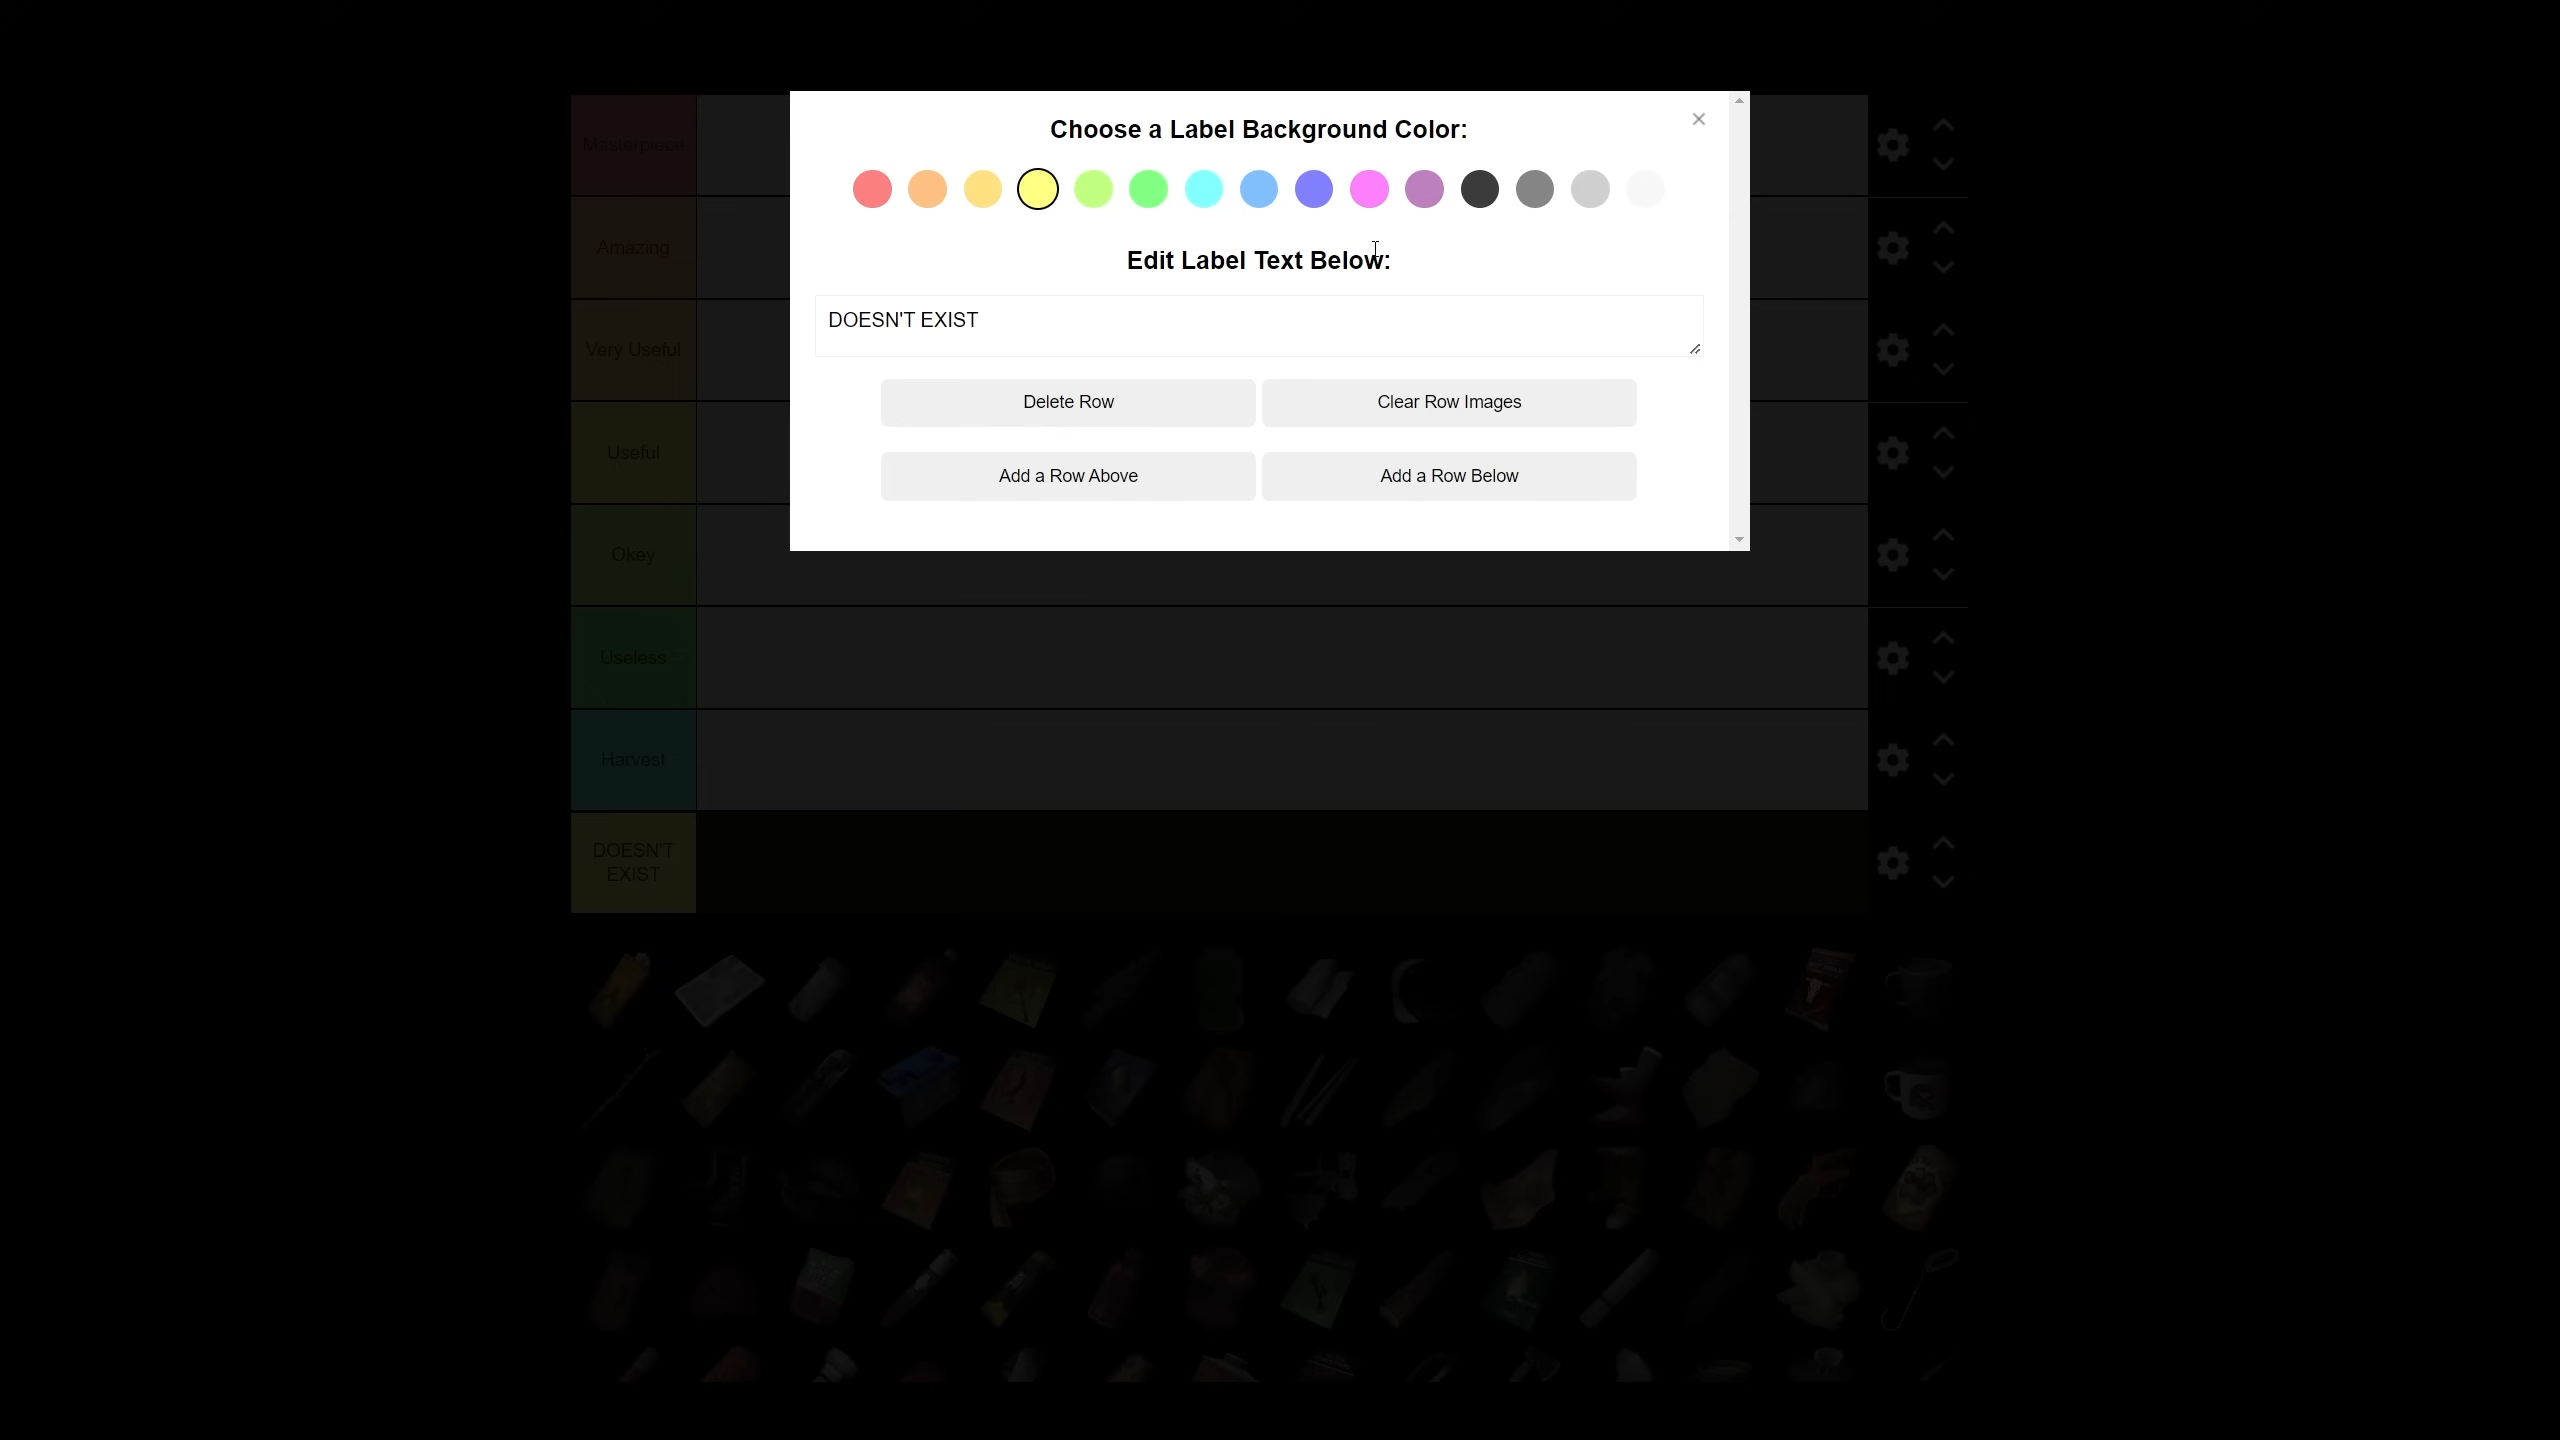 Choose a Label Background Color:
Edit Label Text Below:
DOESN'T EXIST
Delete Row
Clear Row Images
Add a Row Above
Add a Row Below
Masterpiece
Amazing
Very Useful
Useful
Okey
Useless
Harvest
DOESN'T
EXIST